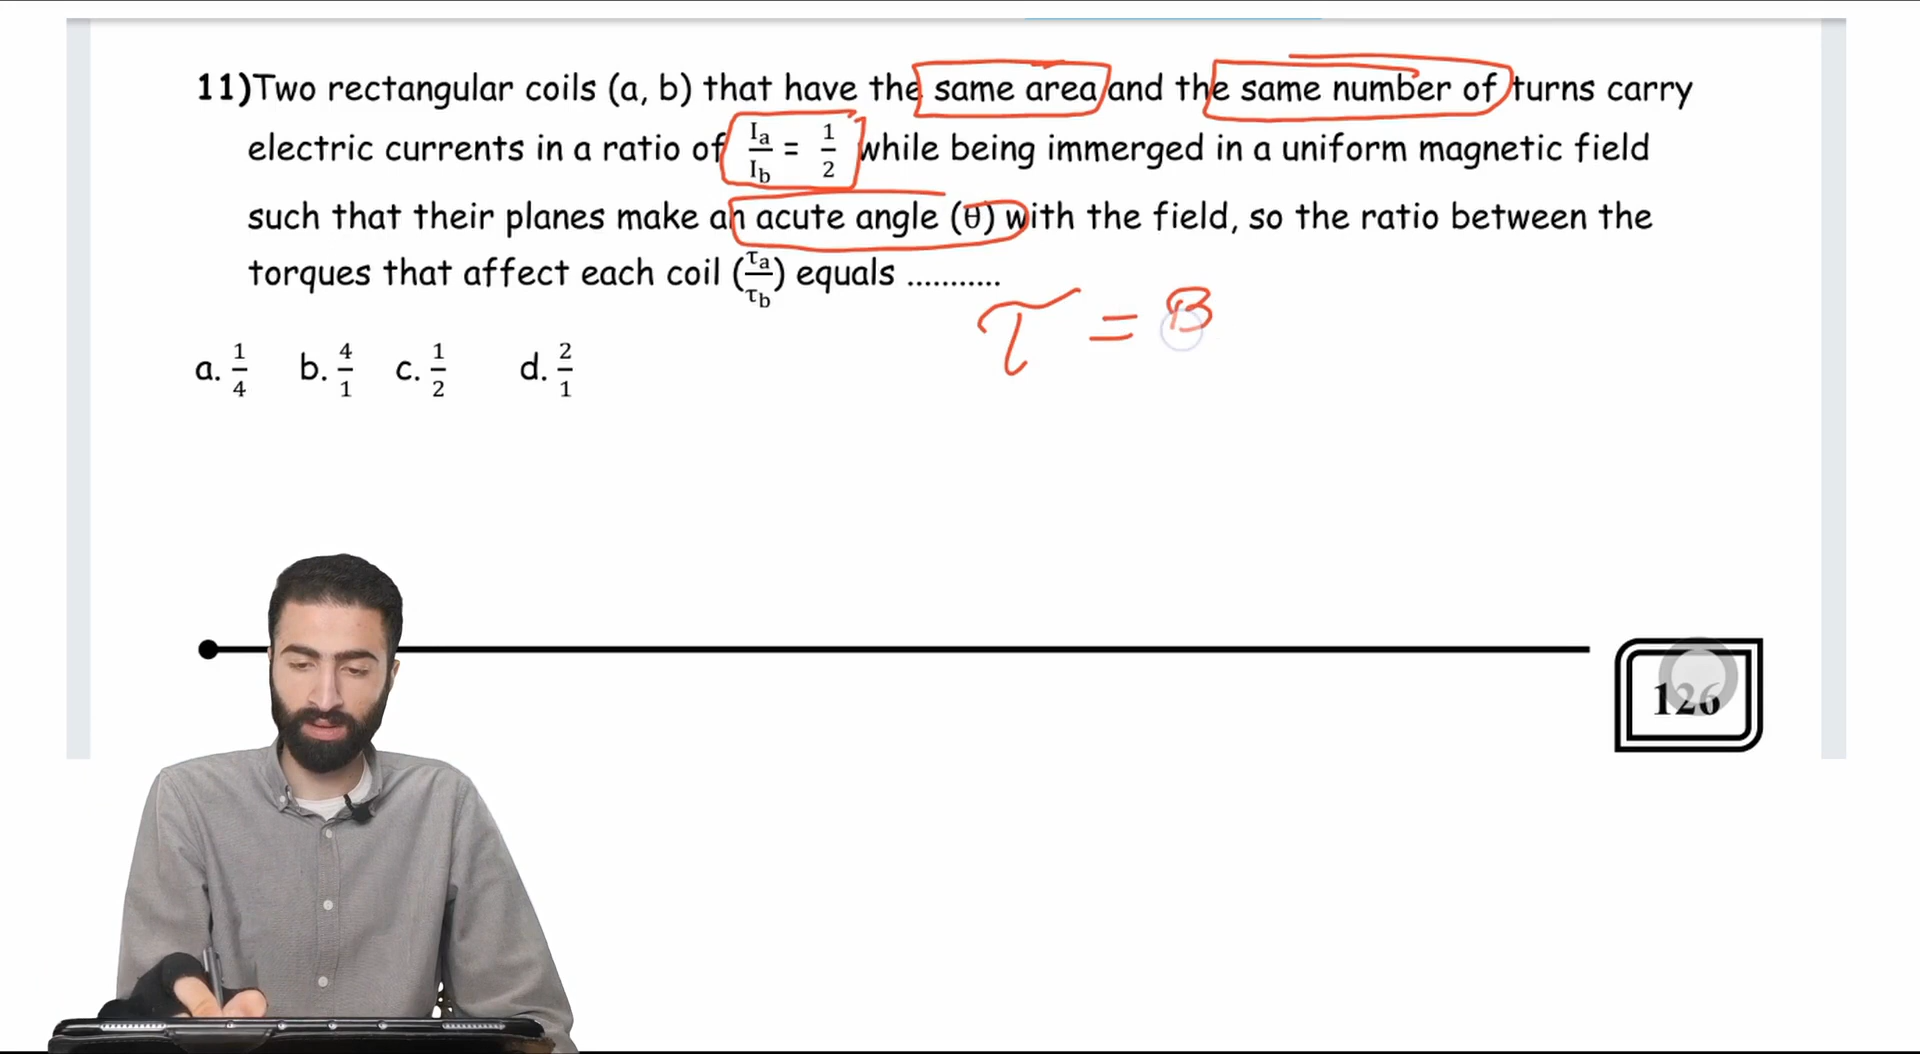 11)Two rectangular coils (a, b) that have the same area and the same number of turns carry
electric currents in a ratio of Ia/Ib = 1/2 while being immerged in a uniform magnetic field
such that their planes make an acute angle (θ) with the field, so the ratio between the
torques that affect each coil (τa/τb) equals ...........
τ = B
a. 1/4 b. 4/1 c. 1/2 d. 2/1
126